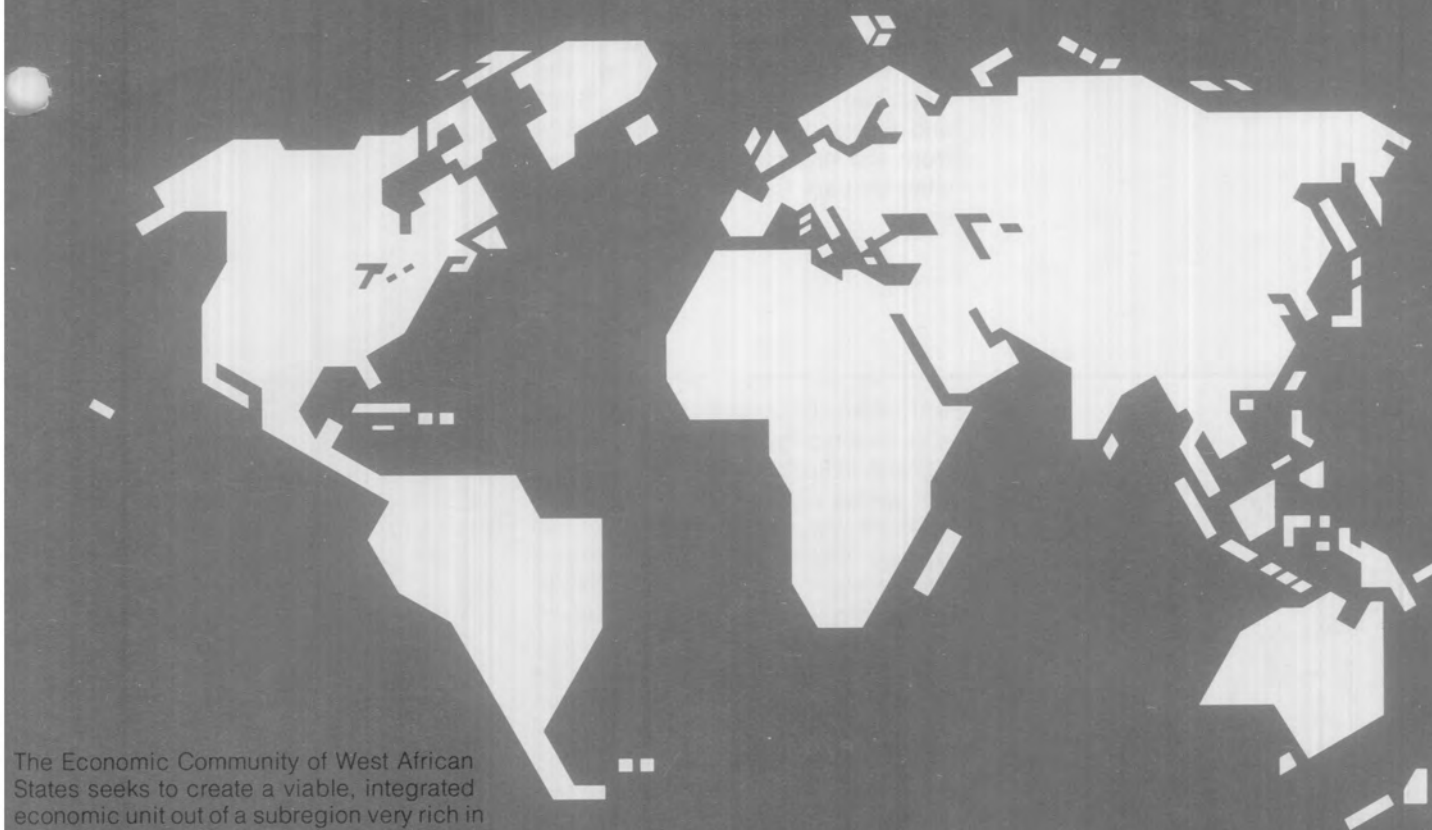 The Economic Community of West African
States seeks to create a viable, integrated
economic unit out of a subregion very rich in